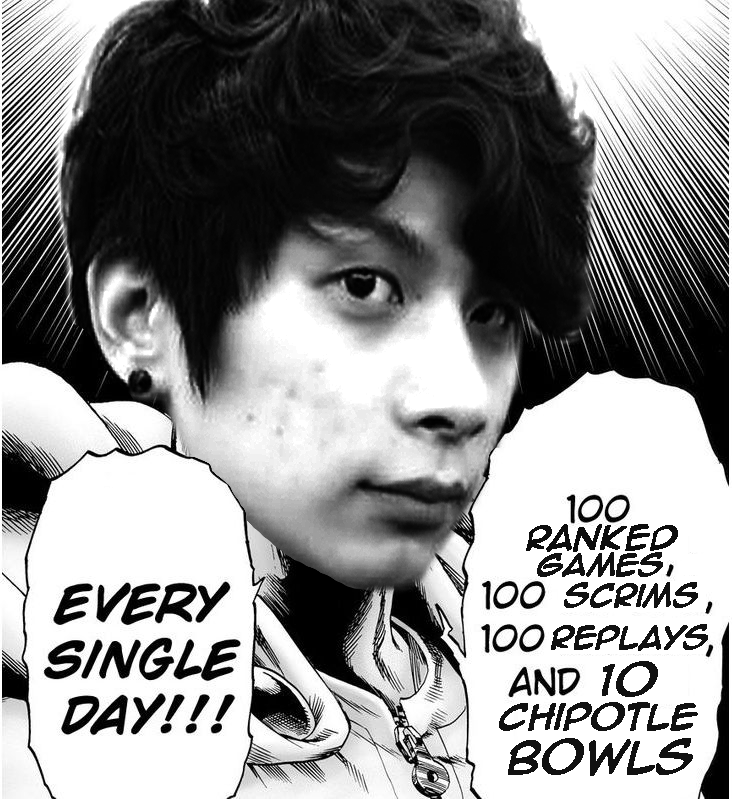 100
RANKED
GAMES,
100 SCRIMS,
100 REPLAYS,
AND 10
CHIPOTLE
BOWLS
EVERY
SINGLE
DAY!!!